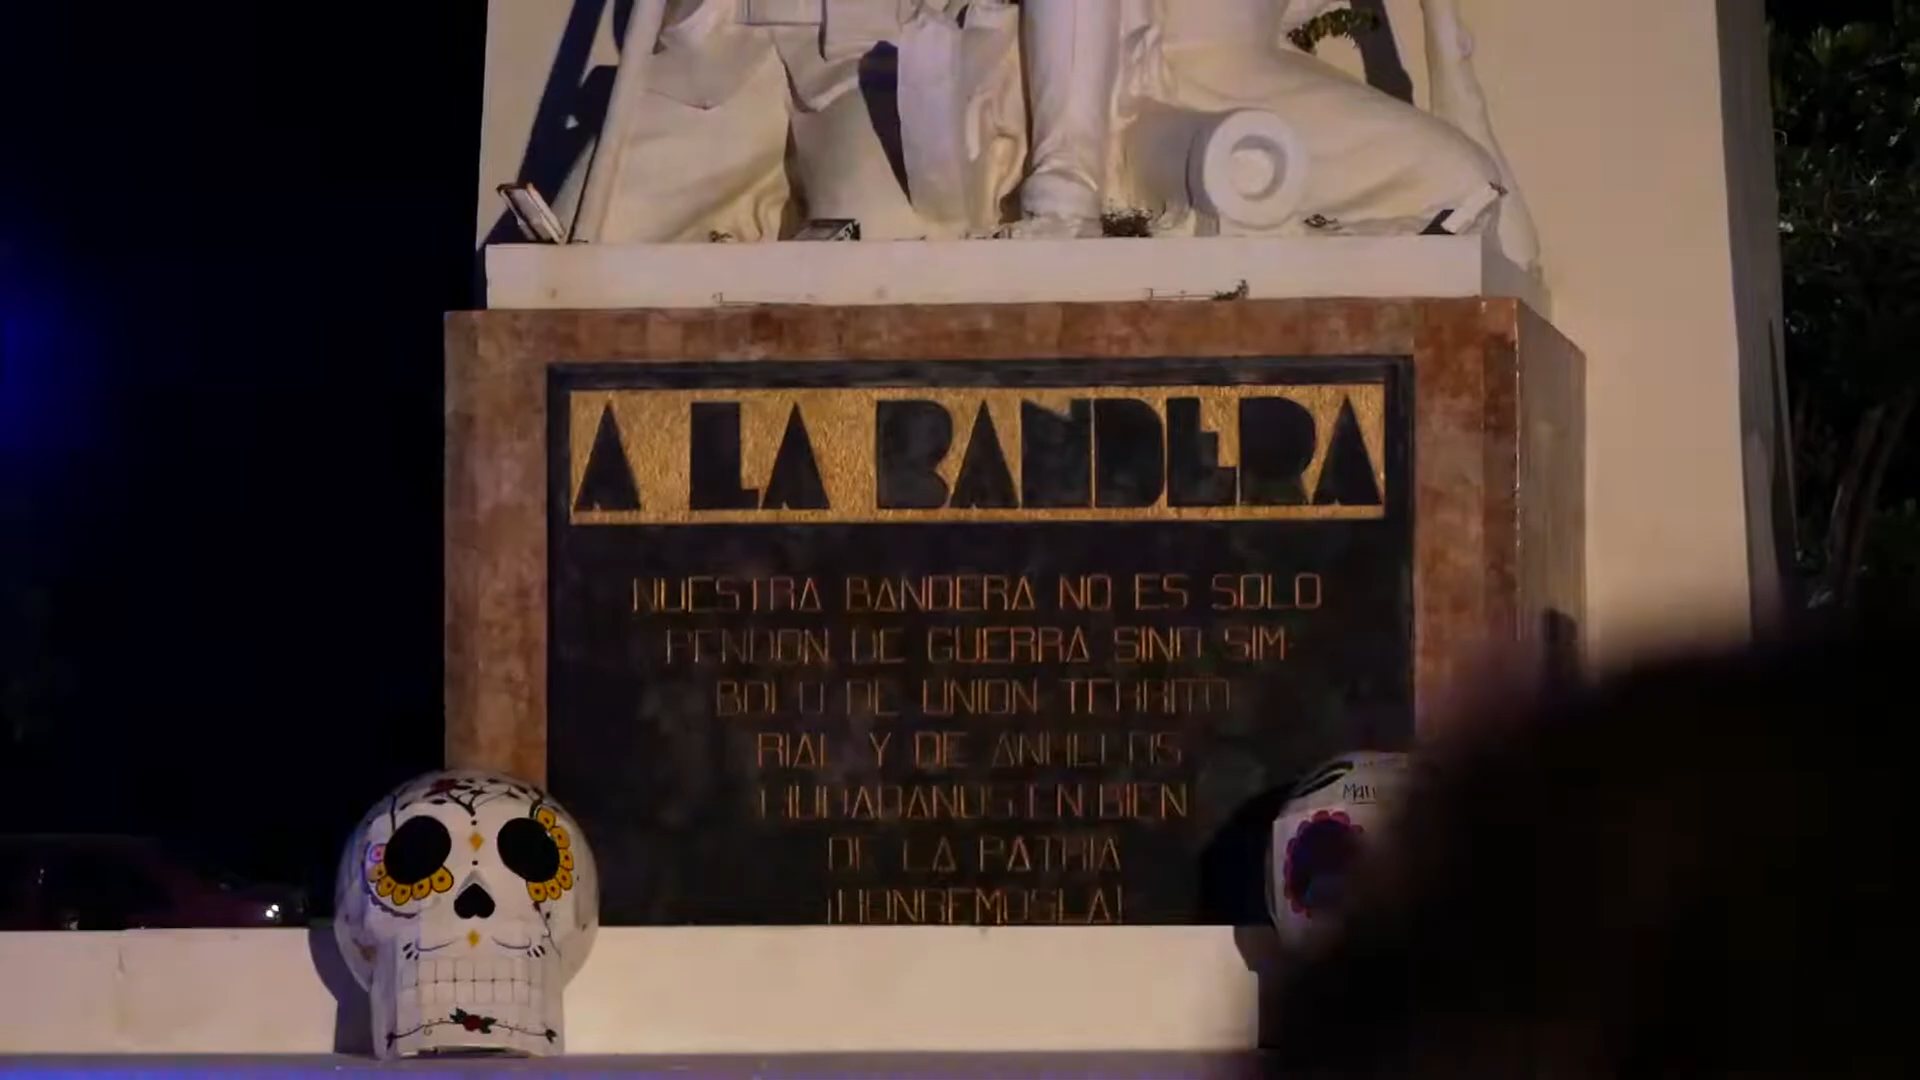 A LA BANDERA
NUESTRA BANDERA NO ES SOLO
PENDON DE GUERRA SINO SIM-
BOLO DE UNION TERRITO
RIAL Y DE ANHELOS
CIUDADANOS EN BIEN
DE LA PATRIA
¡HONREMOSLA!